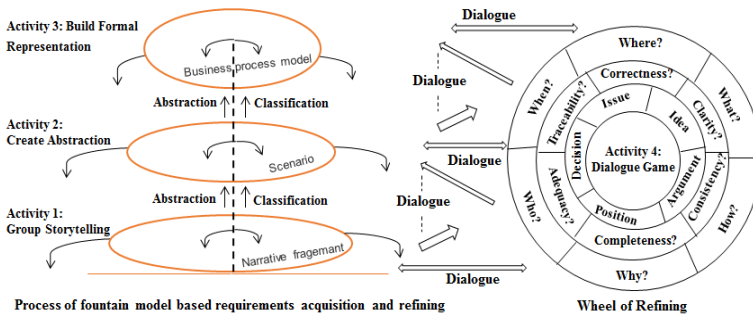 Activity 3: Build Formal
Representation
Business process model
Abstraction
Classification
Activity 2:
Create Abstraction
Scenario
Abstraction
Classification
Activity 1:
Group Storytelling
Narrative fragemant
Process of fountain model based requirements acquisition and refining
Dialogue
Dialogue
Dialogue
Dialogue
Dialogue
Where?
What?
How?
Why?
Who?
When?
Correctness?
Clarity?
Consistency?
Completeness?
Adequacy?
Traceability?
Issue
Idea
Argument
Position
Decision
Activity 4:
Dialogue Game
Wheel of Refining